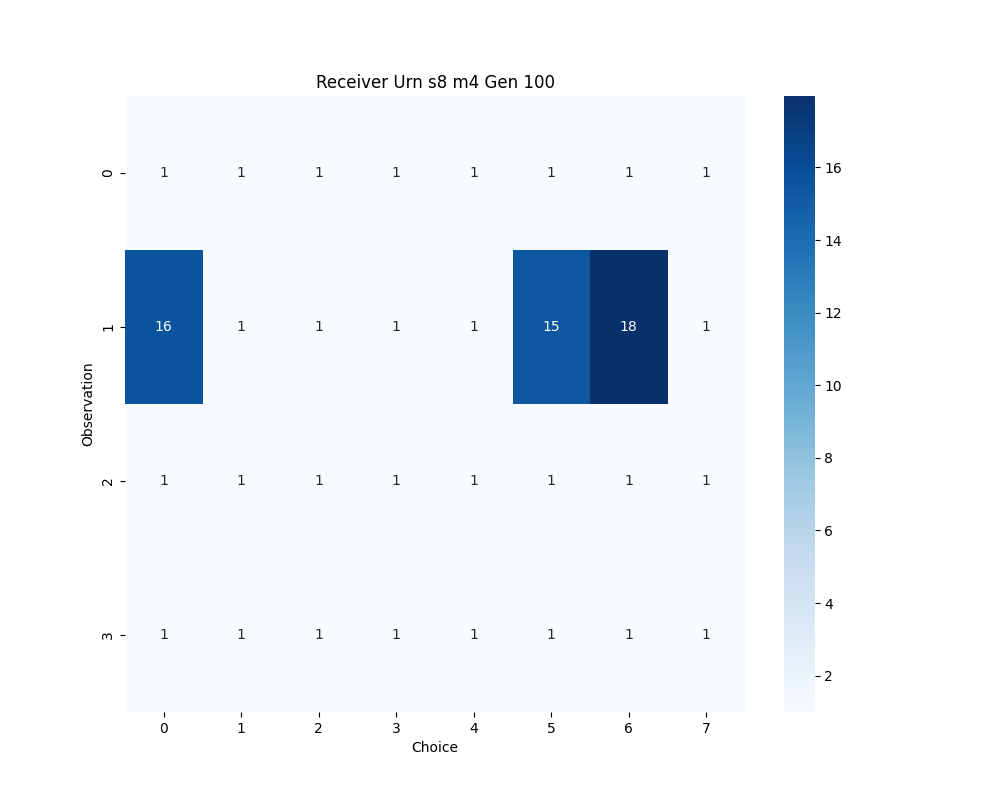 Receiver Urn s8 m4 Gen 100
0 1 1 1 1 1 1 1 1
1 16 1 1 1 1 15 18 1
2 1 1 1 1 1 1 1 1
3 1 1 1 1 1 1 1 1
0 1 2 3 4 5 6 7
Choice
Observation
16
14
12
10
8
6
4
2